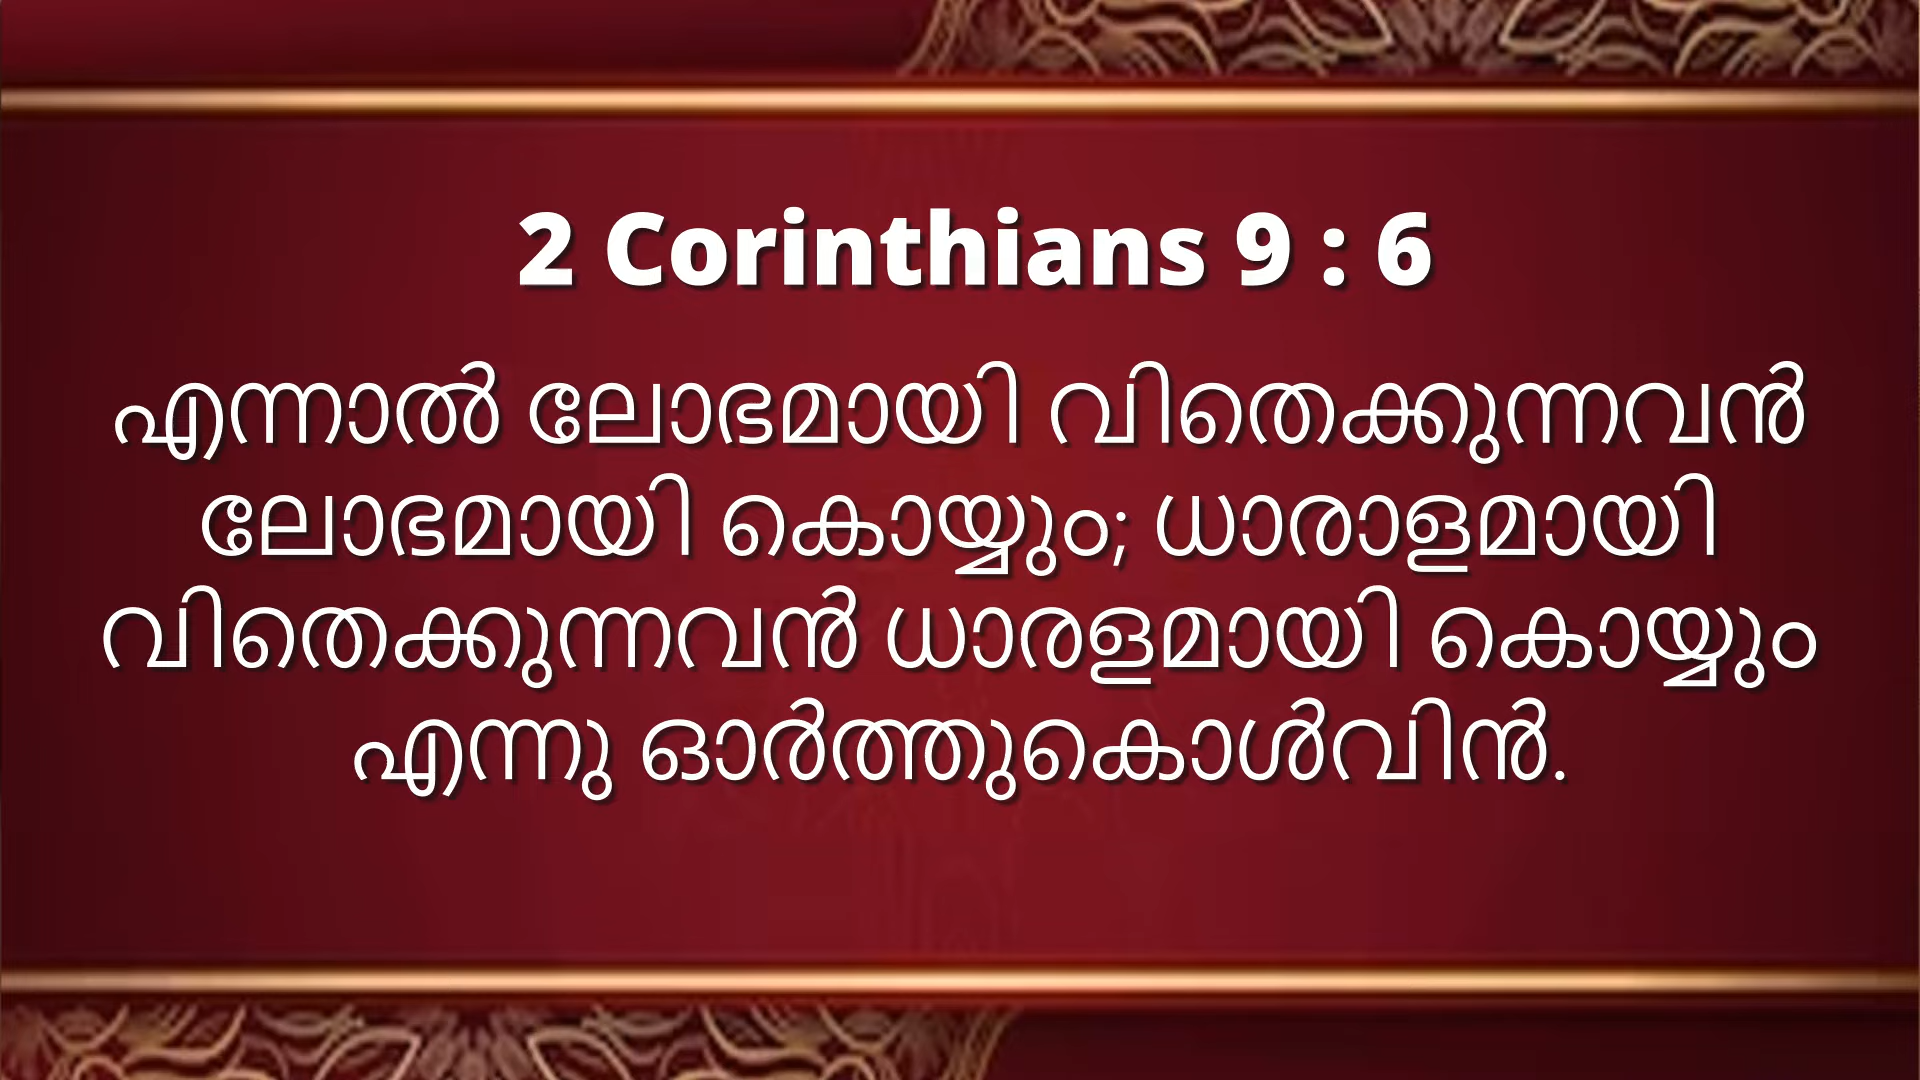 2 Corinthians 9 : 6
എന്നാൽ ലോഭമായി വിതെക്കുന്നവൻ
ലോഭമായി കൊയ്യും; ധാരാളമായി
വിതെക്കുന്നവൻ ധാരളമായി കൊയ്യും
എന്നു ഓർത്തുകൊൾവിൻ.